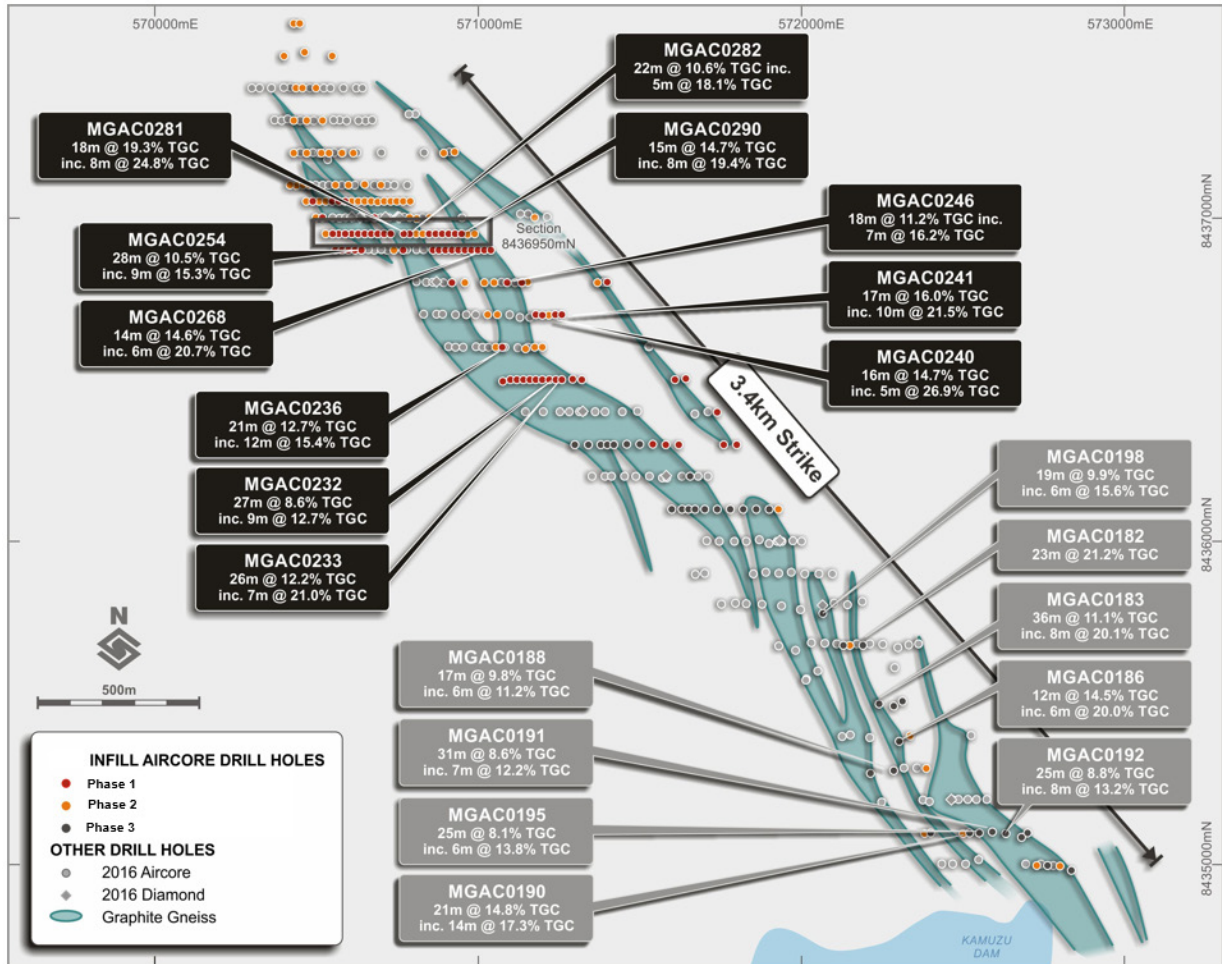 570000mE
571000mE
572000mE
573000mE
MGAC0282
22m @ 10.6% TGC inc.
5m @ 18.1% TGC
MGAC0281
18m @ 19.3% TGC
inc. 8m @ 24.8% TGC
MGAC0290
15m @ 14.7% TGC
inc. 8m @ 19.4% TGC
MGAC0246
18m @ 11.2% TGC inc.
7m @ 16.2% TGC
8437000mN
Section
8436950mN
MGAC0254
28m @ 10.5% TGC
inc. 9m @ 15.3% TGC
MGAC0241
17m @ 16.0% TGC
inc. 10m @ 21.5% TGC
MGAC0268
14m @ 14.6% TGC
inc. 6m @ 20.7% TGC
MGAC0240
16m @ 14.7% TGC
inc. 5m @ 26.9% TGC
3.4km Strike
MGAC0236
21m @ 12.7% TGC
inc. 12m @ 15.4% TGC
MGAC0232
27m @ 8.6% TGC
inc. 9m @ 12.7% TGC
MGAC0233
26m @ 12.2% TGC
inc. 7m @ 21.0% TGC
MGAC0198
19m @ 9.9% TGC
inc. 6m @ 15.6% TGC
8436000mN
MGAC0182
23m @ 21.2% TGC
MGAC0183
36m @ 11.1% TGC
inc. 8m @ 20.1% TGC
MGAC0186
12m @ 14.5% TGC
inc. 6m @ 20.0% TGC
MGAC0192
25m @ 8.8% TGC
inc. 8m @ 13.2% TGC
MGAC0188
17m @ 9.8% TGC
inc. 6m @ 11.2% TGC
MGAC0191
31m @ 8.6% TGC
inc. 7m @ 12.2% TGC
MGAC0195
25m @ 8.1% TGC
inc. 6m @ 13.8% TGC
MGAC0190
21m @ 14.8% TGC
inc. 14m @ 17.3% TGC
8435000mN
N
500m
INFILL AIRCORE DRILL HOLES
Phase 1
Phase 2
Phase 3
OTHER DRILL HOLES
2016 Aircore
2016 Diamond
Graphite Gneiss
KAMUZU
DAM